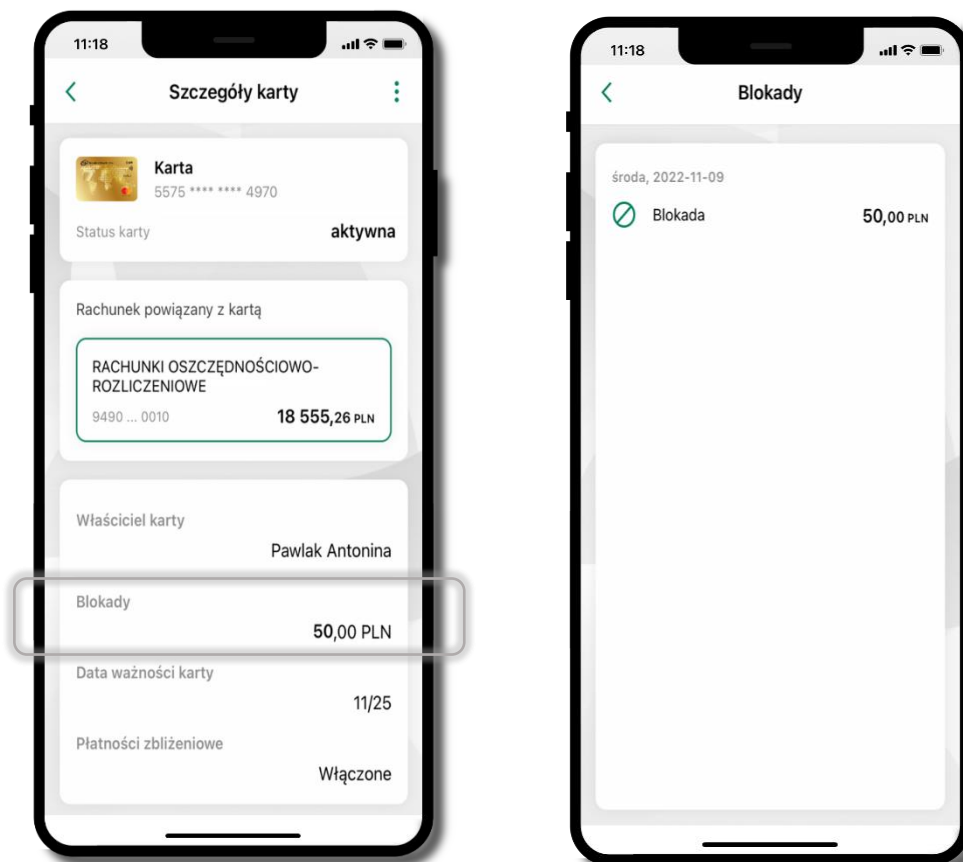 11:18
Szczegóły karty
Karta
5575 **** **** 4970
Status karty
aktywna
Rachunek powiązany z kartą
RACHUNKI OSZCZĘDNOŚCIOWO-
ROZLICZENIOWE
9490 ... 0010
18 555,26 PLN
Właściciel karty
Pawlak Antonina
Blokady
50,00 PLN
Data ważności karty
11/25
Płatności zbliżeniowe
Włączone
11:18
Blokady
środa, 2022-11-09
Blokada
50,00 PLN